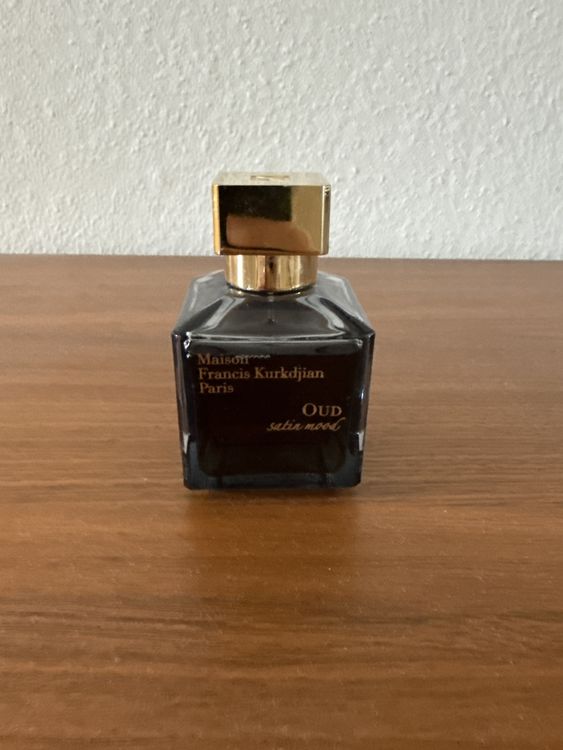 Maison
Francis Kurkdjian
Paris
OUD
satin mood